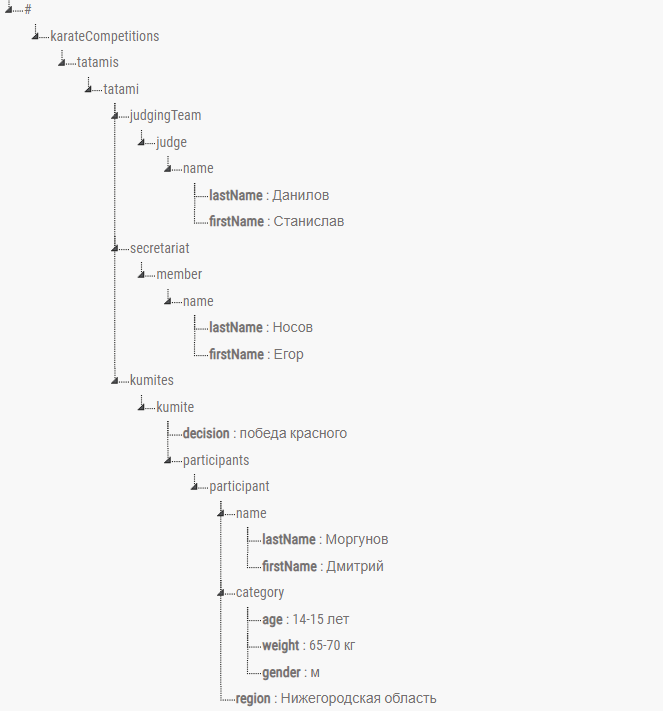 #
karateCompetitions
tatamis
tatami
judgingTeam
judge
name
lastName : Данилов
firstName : Станислав
secretariat
member
name
lastName : Носов
firstName : Егор
kumites
kumite
decision : победа красного
participants
participant
name
lastName : Моргунов
firstName : Дмитрий
category
age : 14-15 лет
weight : 65-70 кг
gender : м
region : Нижегородская область